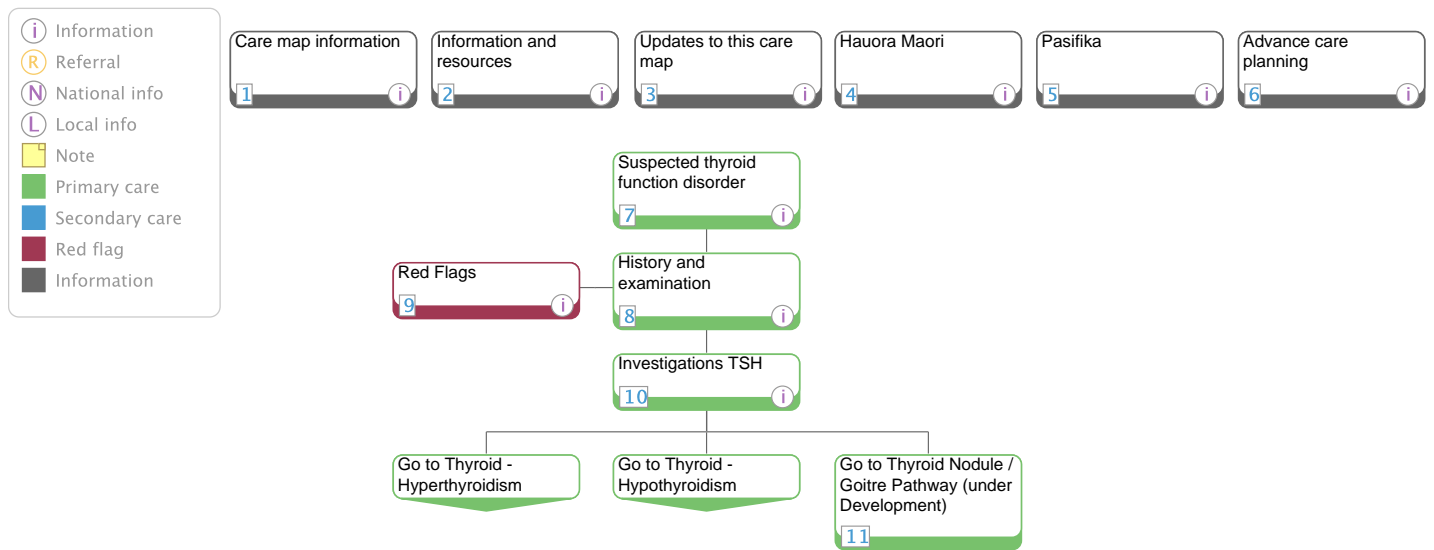 i Information
R Referral
N National info
L Local info
Note
Primary care
Secondary care
Red flag
Information
Care map information
1 i
Information and
resources
2 i
Updates to this care
map
3 i
Hauora Maori
4 i
Pasifika
5 i
Advance care
planning
6 i
Suspected thyroid
function disorder
7 i
Red Flags
9 i
History and
examination
8 i
Investigations TSH
10 i
Go to Thyroid -
Hyperthyroidism
Go to Thyroid -
Hypothyroidism
Go to Thyroid Nodule /
Goitre Pathway (under
Development)
11